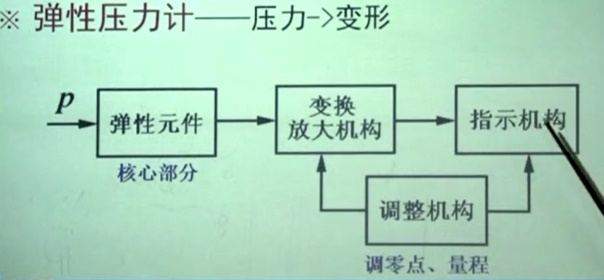 ※ 弹性压力计——压力->变形
p
弹性元件
变换
放大机构
指示机构
核心部分
调整机构
调零点、量程